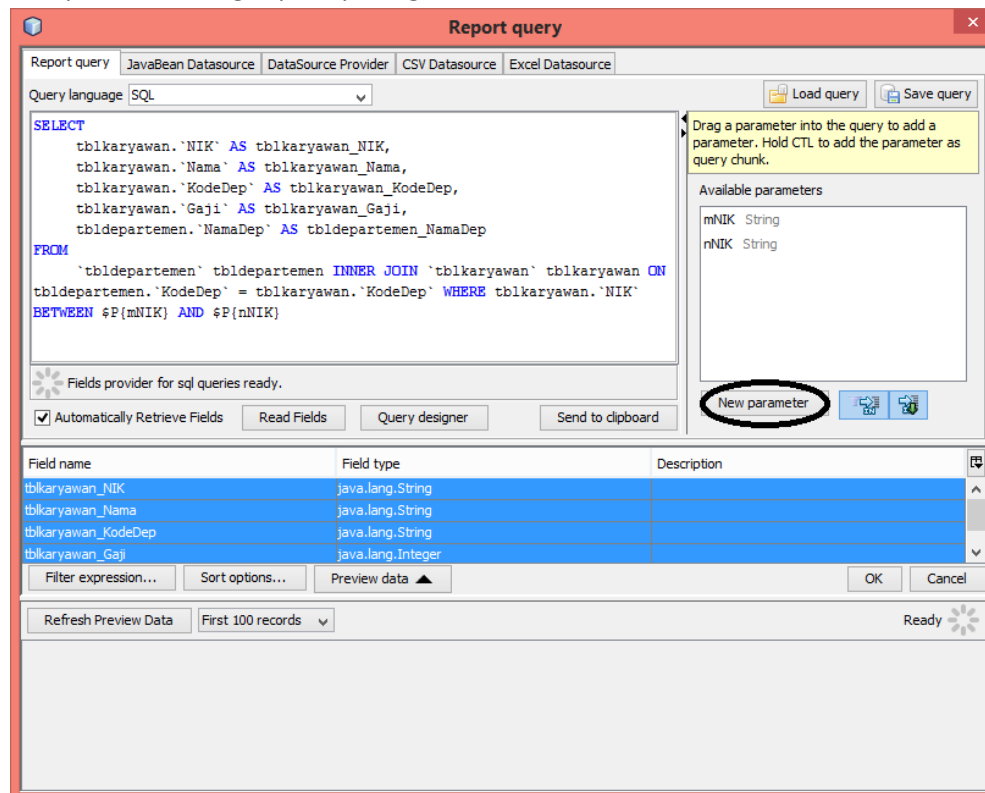 Report query
Report query JavaBean Datasource DataSource Provider CSV Datasource Excel Datasource
Query language SQL
Load query Save query
SELECT
tblkaryawan.`NIK` AS tblkaryawan_NIK,
tblkaryawan.`Nama` AS tblkaryawan_Nama,
tblkaryawan.`KodeDep` AS tblkaryawan_KodeDep,
tblkaryawan.`Gaji` AS tblkaryawan_Gaji,
tbldepartemen.`NamaDep` AS tbldepartemen_NamaDep
FROM
`tbldepartemen` tbldepartemen INNER JOIN `tblkaryawan` tblkaryawan ON
tbldepartemen.`KodeDep` = tblkaryawan.`KodeDep` WHERE tblkaryawan.`NIK`
BETWEEN $P{mNIK} AND $P{nNIK}
Drag a parameter into the query to add a
parameter. Hold CTL to add the parameter as
query chunk.
Available parameters
mNIK String
nNIK String
Fields provider for sql queries ready.
New parameter
Automatically Retrieve Fields Read Fields Query designer Send to clipboard
Field name Field type Description
tblkaryawan_NIK java.lang.String
tblkaryawan_Nama java.lang.String
tblkaryawan_KodeDep java.lang.String
tblkaryawan_Gaji java.lang.Integer
Filter expression... Sort options... Preview data OK Cancel
Refresh Preview Data First 100 records Ready